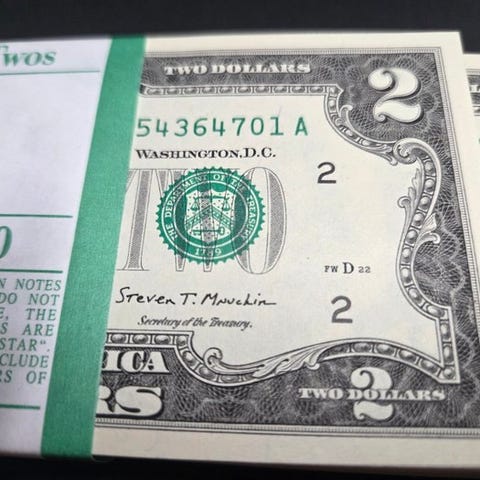 Twos
0
N NOTES
DO NOT
E, THE
S ARE
STAR".
CLUDE
RS OF
TWO DOLLARS
2
54364701 A
WASHINGTON, D.C.
2
THE DEPARTMENT OF THE TREASURY
1789
TWO
FW D 22
2
Steven T. Mnuchin
Secretary of the Treasury.
ICA
RS
TWO DOLLARS
2